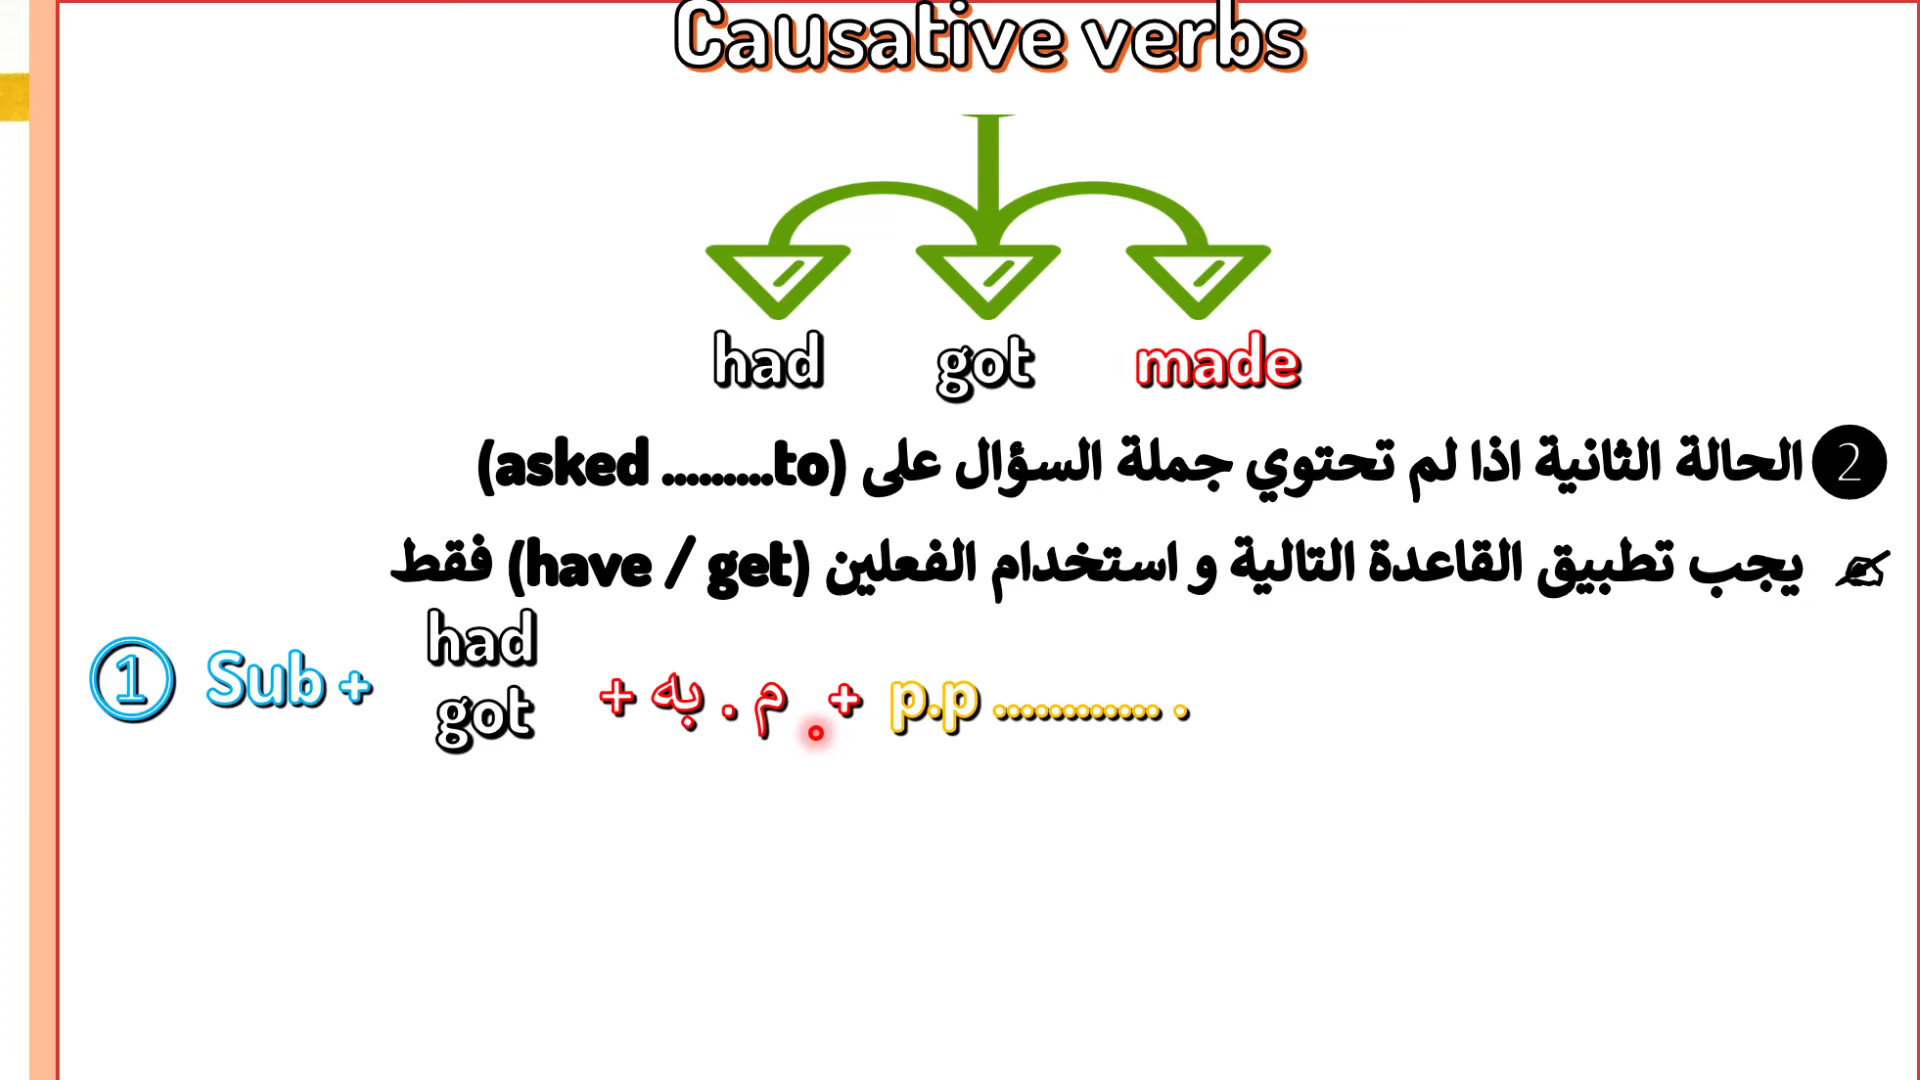 Causative verbs
had got made
❷ الحالة الثانية اذا لم تحتوي جملة السؤال على (asked .........to)
✍ يجب تطبيق القاعدة التالية و استخدام الفعلين (have / get) فقط
① Sub + had / got + م . به + p.p ............ .